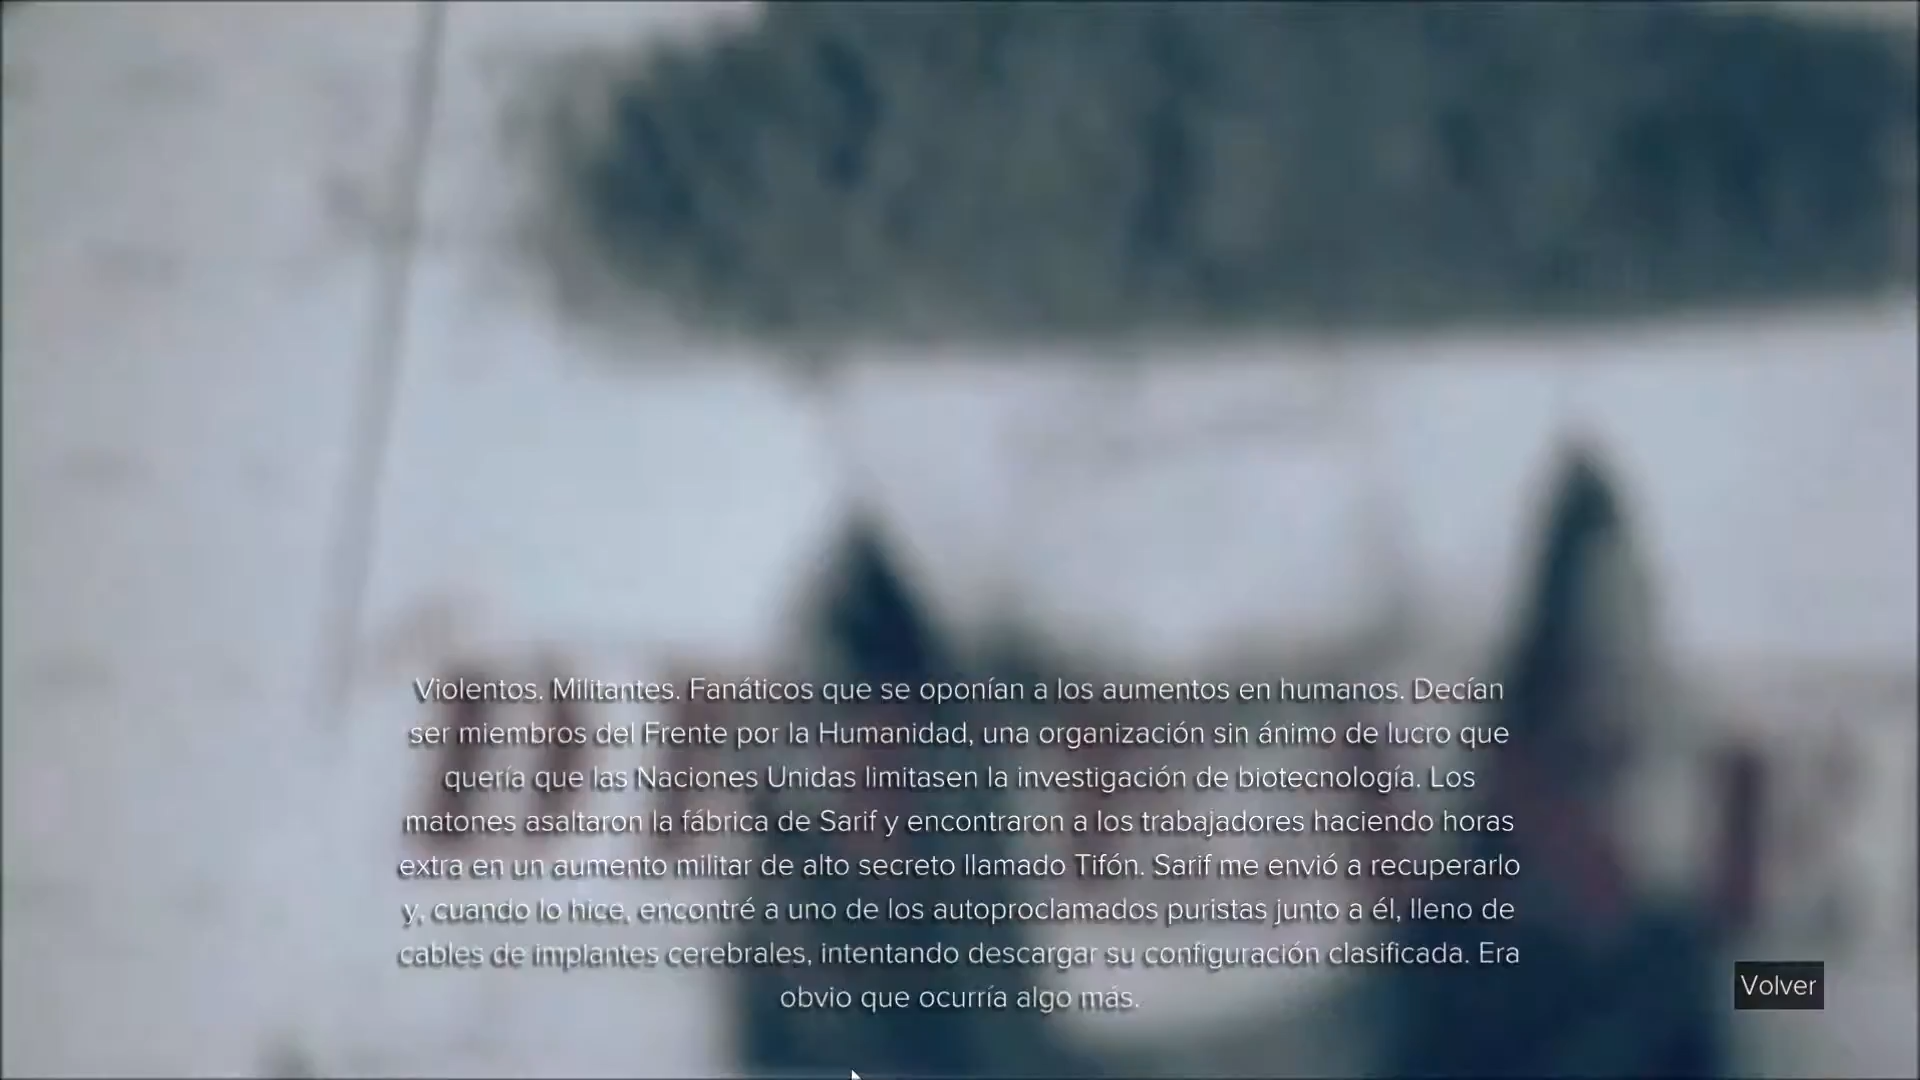 Violentos. Militantes. Fanáticos que se oponían a los aumentos en humanos. Decían
ser miembros del Frente por la Humanidad, una organización sin ánimo de lucro que
quería que las Naciones Unidas limitasen la investigación de biotecnología. Los
matones asaltaron la fábrica de Sarif y encontraron a los trabajadores haciendo horas
extra en un aumento militar de alto secreto llamado Tifón. Sarif me envió a recuperarlo
y, cuando lo hice, encontré a uno de los autoproclamados puristas junto a él, lleno de
cables de implantes cerebrales, intentando descargar su configuración clasificada. Era
obvio que ocurría algo más.
Volver